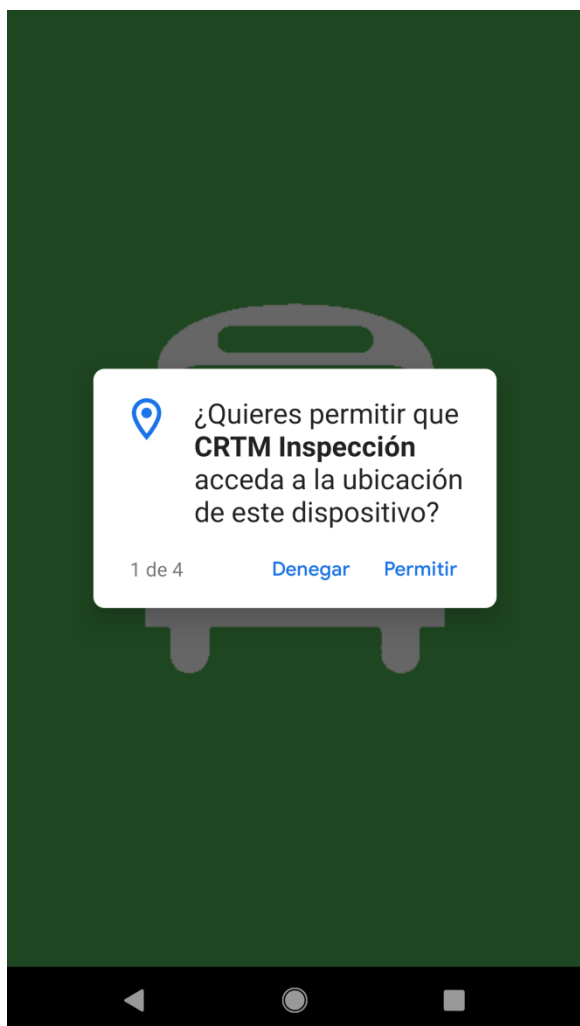 ¿Quieres permitir que
CRTM Inspección
acceda a la ubicación
de este dispositivo?
1 de 4
Denegar
Permitir